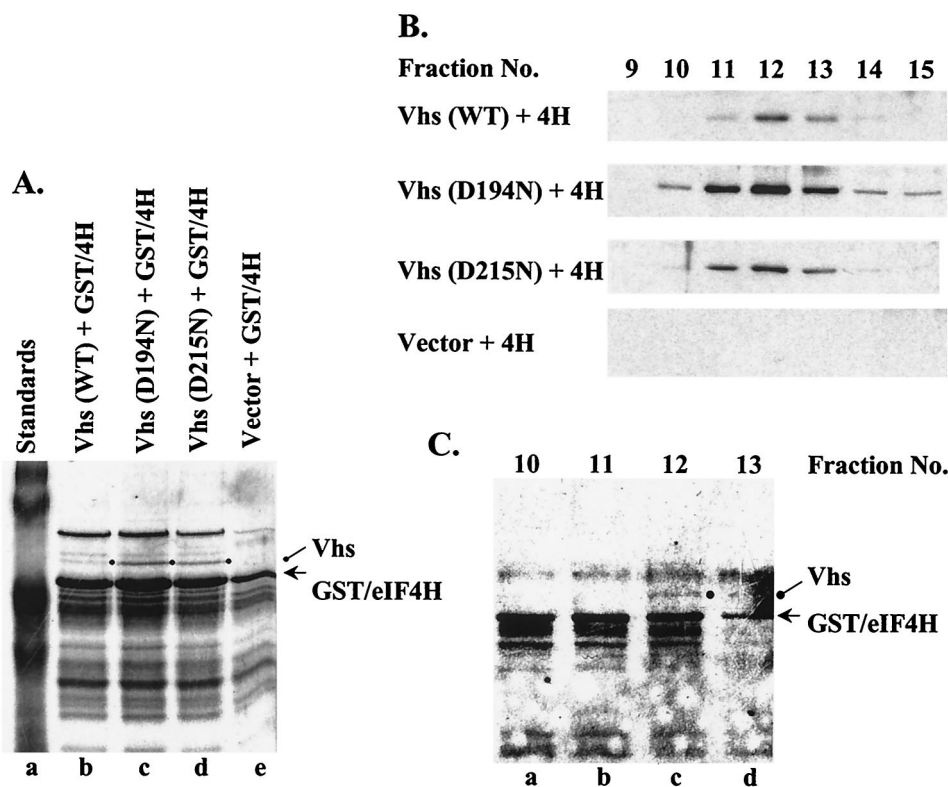 A.
Standards
Vhs (WT) + GST/4H
Vhs (D194N) + GST/4H
Vhs (D215N) + GST/4H
Vector + GST/4H
Vhs
GST/eIF4H
a b c d e
B.
Fraction No. 9 10 11 12 13 14 15
Vhs (WT) + 4H
Vhs (D194N) + 4H
Vhs (D215N) + 4H
Vector + 4H
C.
10 11 12 13 Fraction No.
Vhs
GST/eIF4H
a b c d